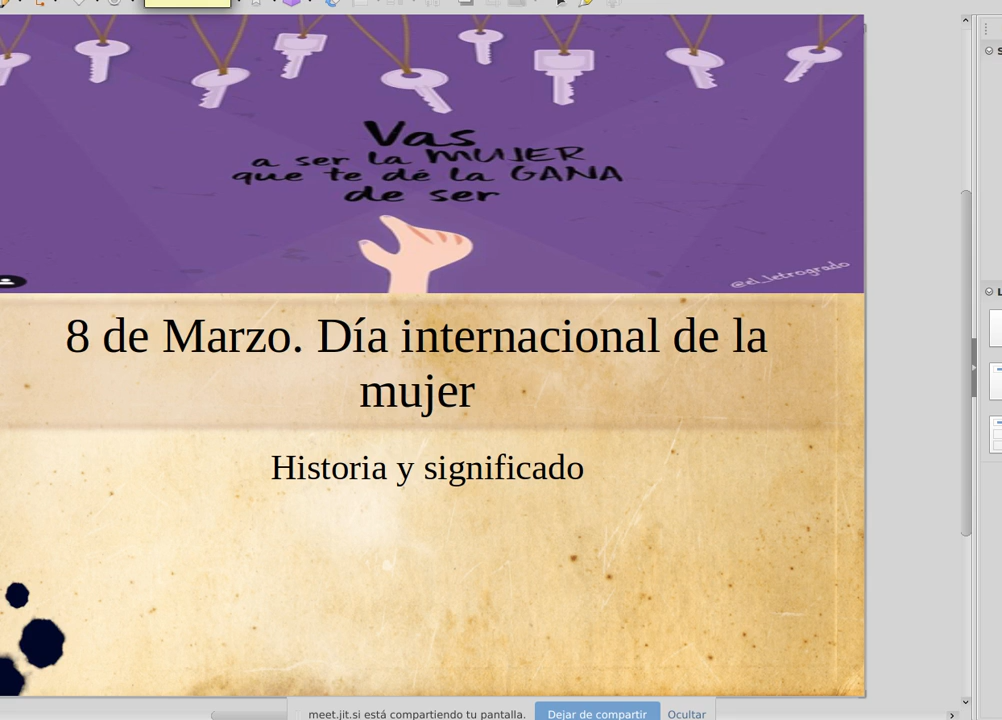 Vas
a ser la MUJER
que te dé la GANA
de ser
@el_letrogrado
8 de Marzo. Día internacional de la
mujer
Historia y significado
meet.jit.si está compartiendo tu pantalla.
Dejar de compartir
Ocultar